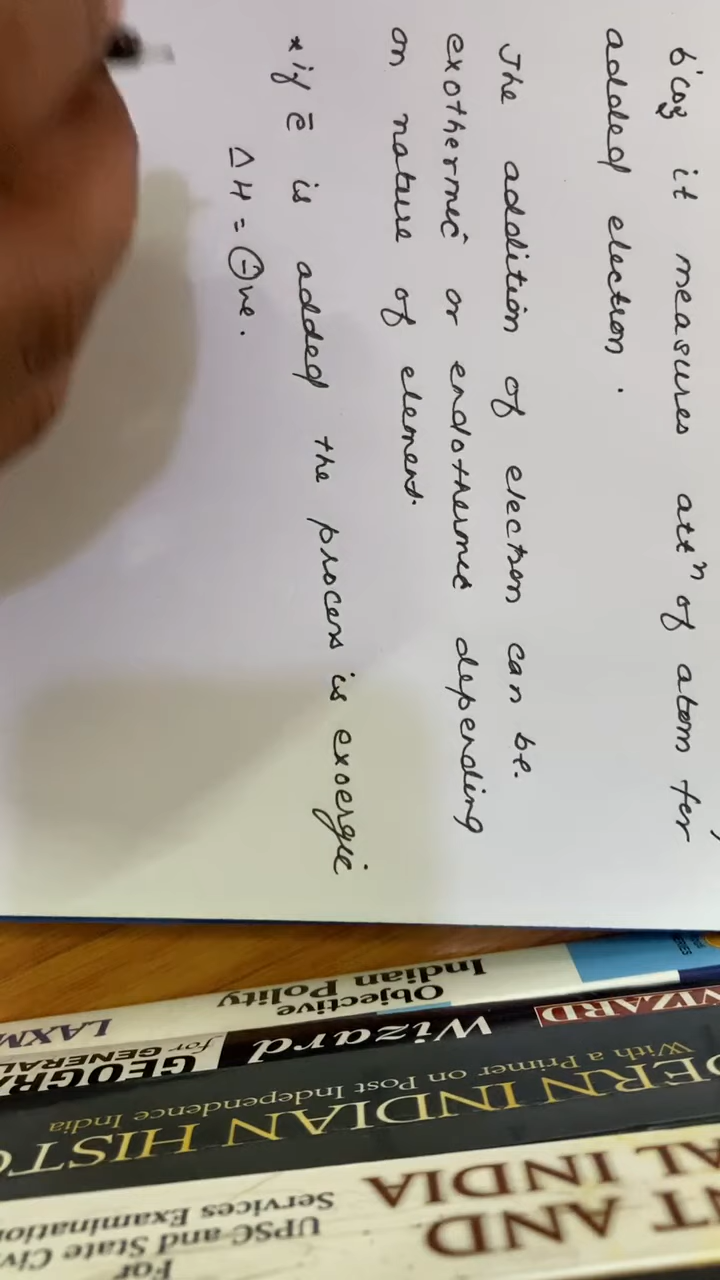 b'coz it measures attⁿ of atom for
added electron.
The addition of electron can be.
exothermic or endothermic depending
on nature of element.
*if ē is added the process is exoergic
ΔH = ⊖ve.
Objective
Indian Polity
LAXM
WIZARD
Wizard
for GENERAL
GEOGRA
With a Primer on Post Independence India
DERN INDIAN HISTO
NT AND
AL INDIA
For
UPSC and State Civ
Services Examination